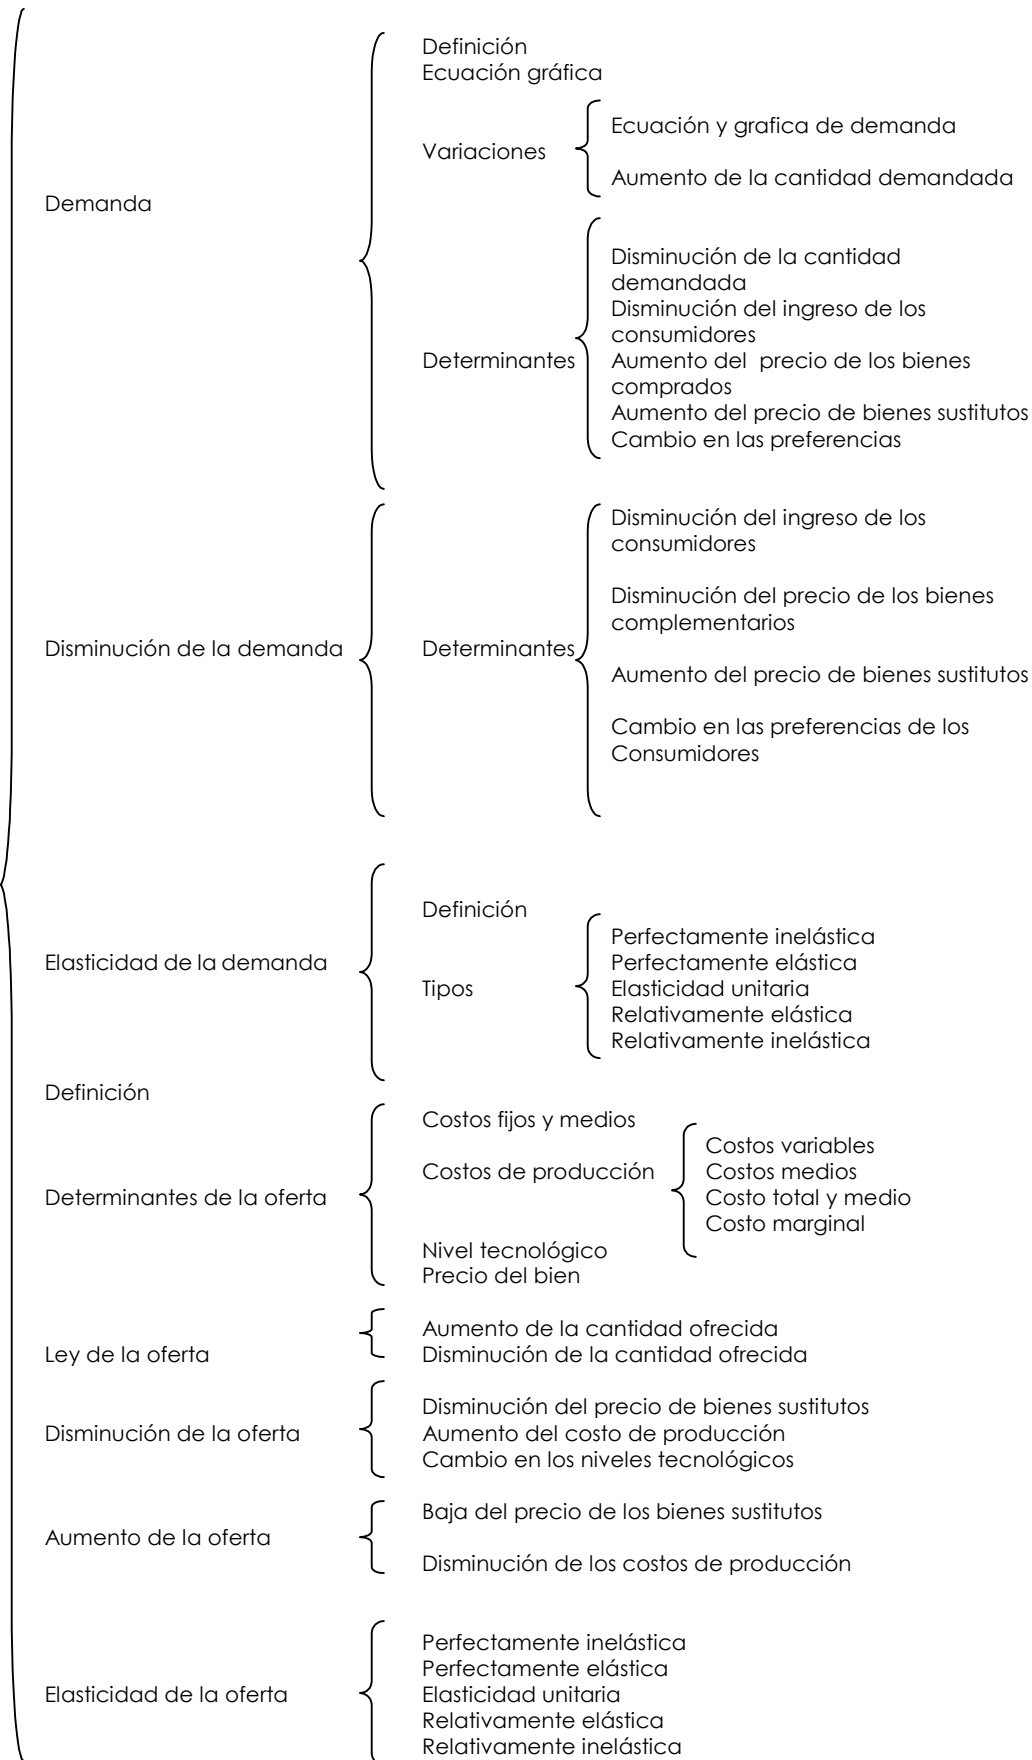 Demanda
Definición
Ecuación gráfica
Variaciones
Ecuación y grafica de demanda
Aumento de la cantidad demandada
Determinantes
Disminución de la cantidad
demandada
Disminución del ingreso de los
consumidores
Aumento del precio de los bienes
comprados
Aumento del precio de bienes sustitutos
Cambio en las preferencias
Disminución de la demanda
Determinantes
Disminución del ingreso de los
consumidores
Disminución del precio de los bienes
complementarios
Aumento del precio de bienes sustitutos
Cambio en las preferencias de los
Consumidores
Elasticidad de la demanda
Definición
Tipos
Perfectamente inelástica
Perfectamente elástica
Elasticidad unitaria
Relativamente elástica
Relativamente inelástica
Definición
Determinantes de la oferta
Costos fijos y medios
Costos de producción
Costos variables
Costos medios
Costo total y medio
Costo marginal
Nivel tecnológico
Precio del bien
Ley de la oferta
Aumento de la cantidad ofrecida
Disminución de la cantidad ofrecida
Disminución de la oferta
Disminución del precio de bienes sustitutos
Aumento del costo de producción
Cambio en los niveles tecnológicos
Aumento de la oferta
Baja del precio de los bienes sustitutos
Disminución de los costos de producción
Elasticidad de la oferta
Perfectamente inelástica
Perfectamente elástica
Elasticidad unitaria
Relativamente elástica
Relativamente inelástica